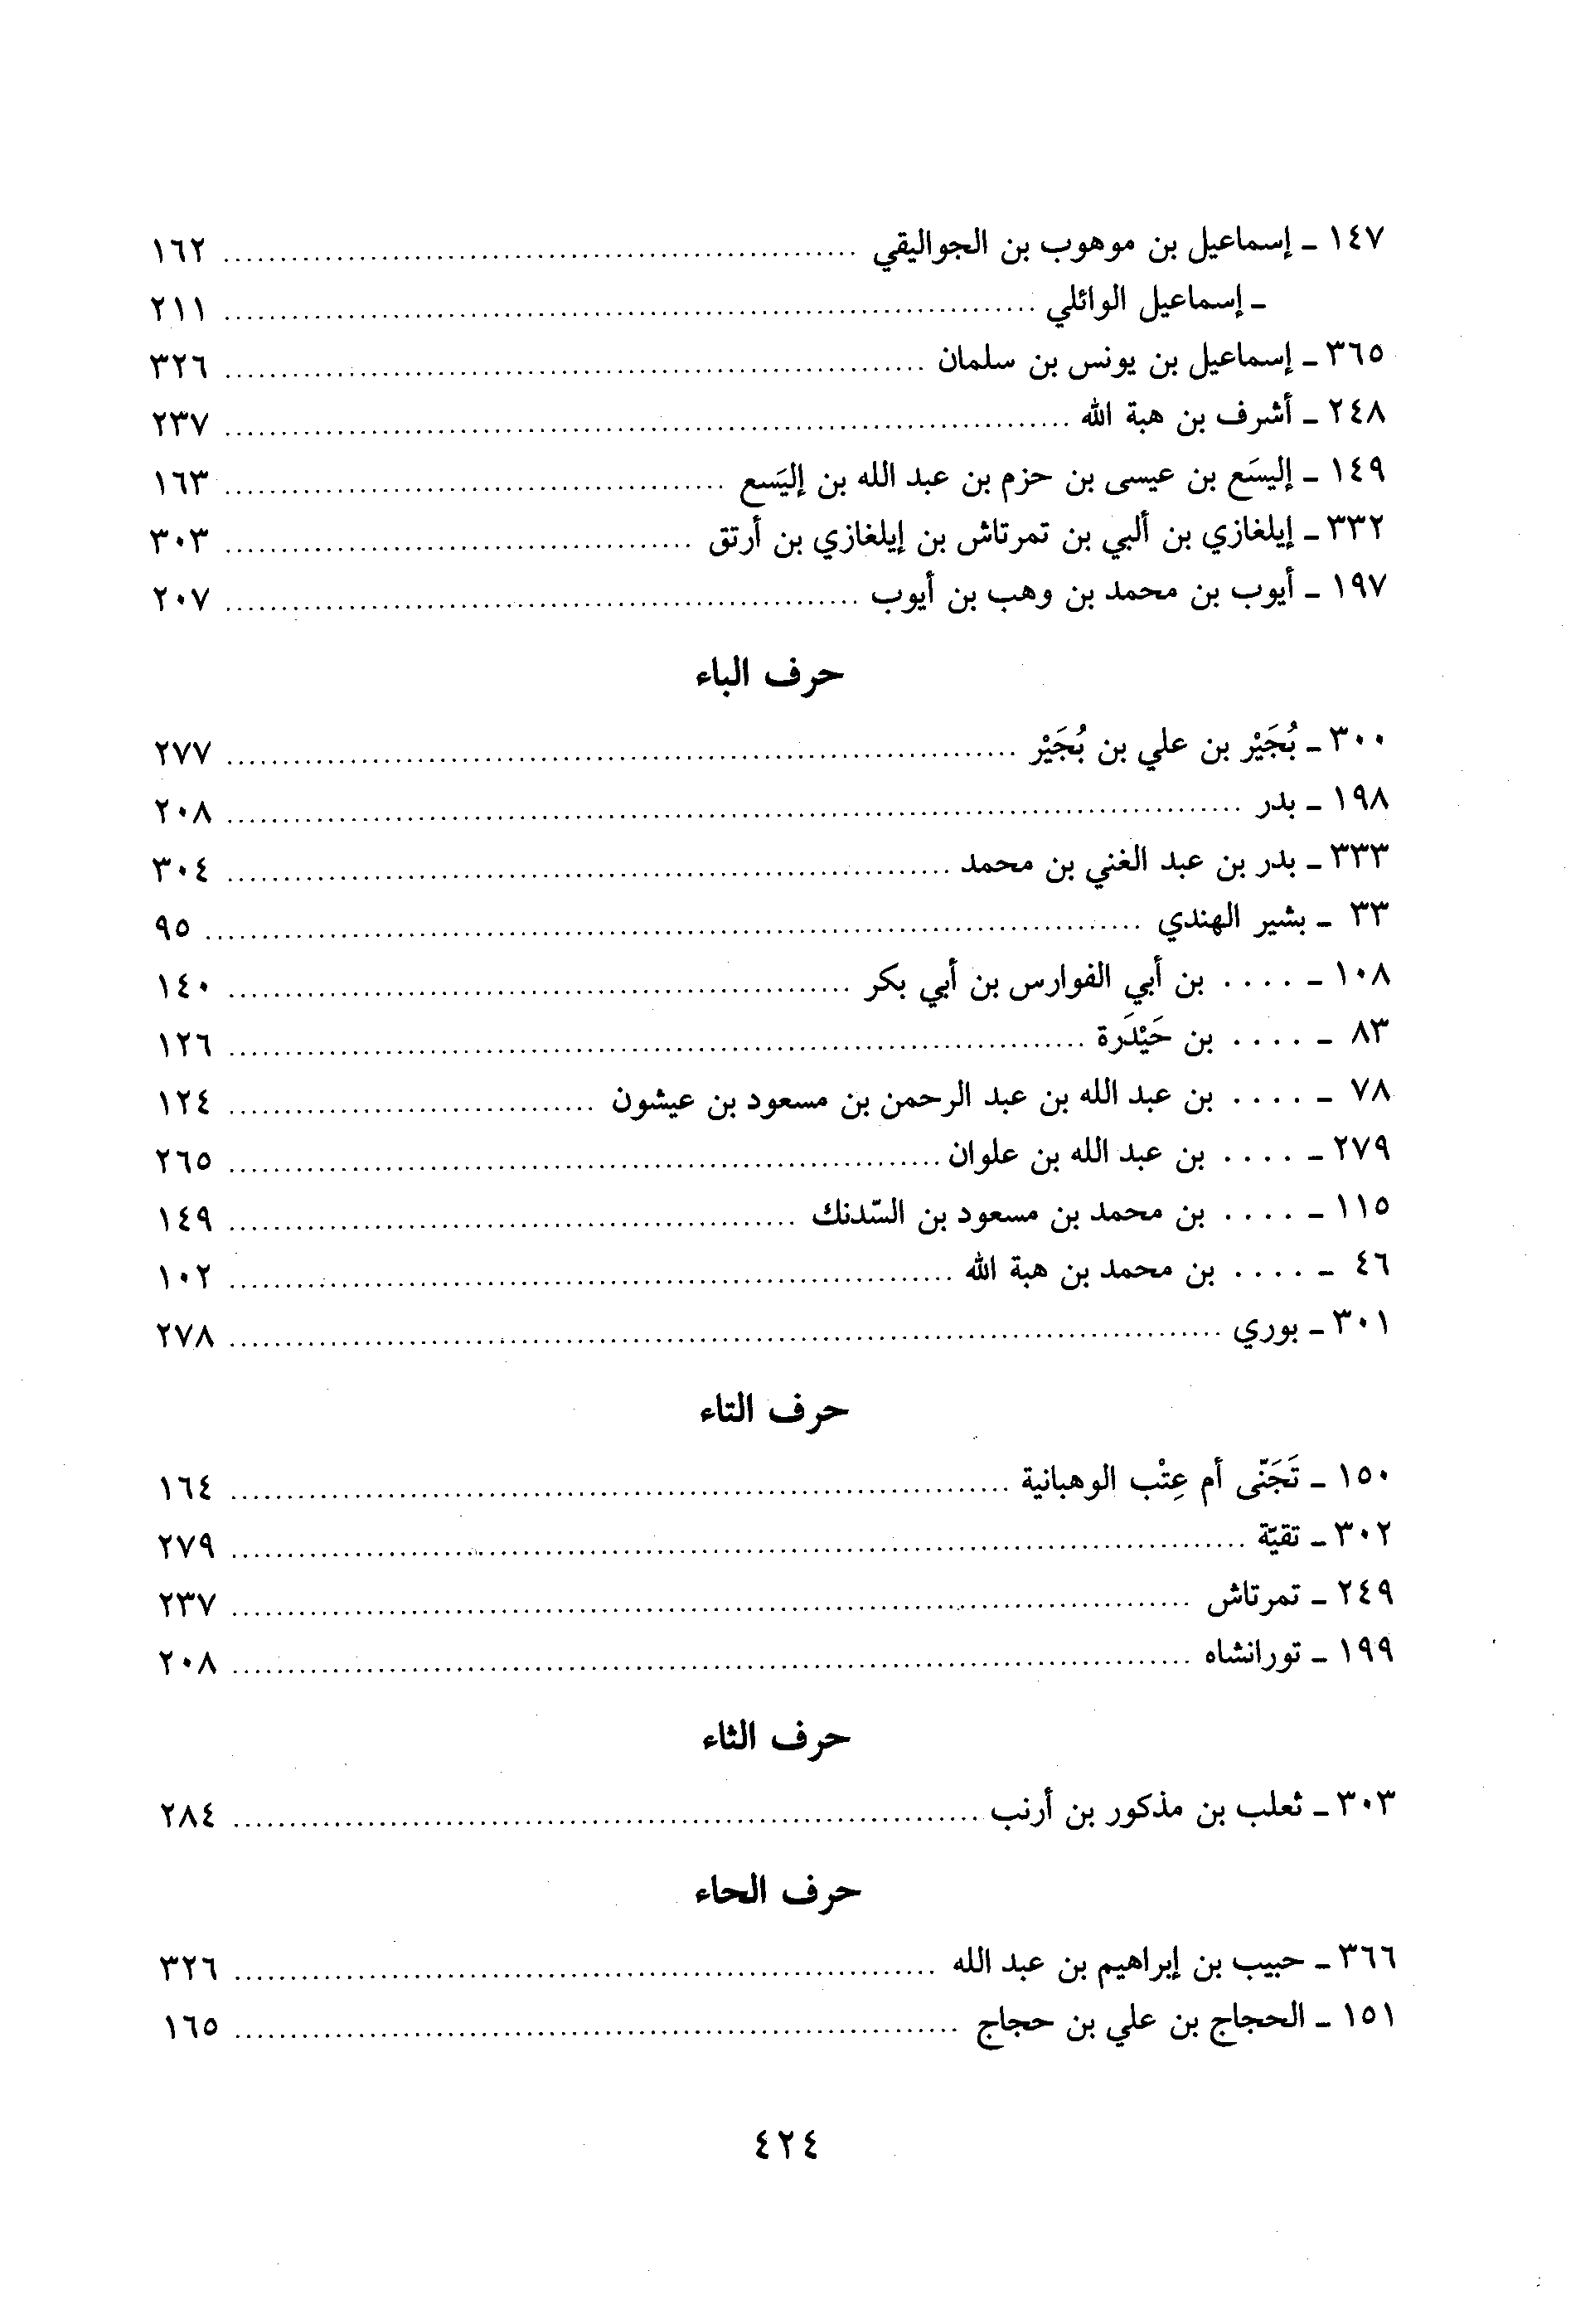 ١٤٧ ـ إسماعيل بن موهوب بن الجواليقي ........ ١٦٢
ـ إسماعيل الوائلي ........ ٢١١
٣٦٥ ـ إسماعيل بن يونس بن سلمان ........ ٣٢٦
٢٤٨ ـ أشرف بن هبة الله ........ ٢٣٧
١٤٩ ـ إليسَع بن عيسى بن حزم بن عبد الله بن إليَسع ........ ١٦٣
٣٣٢ ـ إيلغازي بن ألبي بن تمرتاش بن إيلغازي بن أرتق ........ ٣٠٣
١٩٧ ـ أيوب بن محمد بن وهب بن أيوب ........ ٢٠٧
حرف الباء
٣٠٠ ـ بُجَيْر بن علي بن بُجَيْر ........ ٢٧٧
١٩٨ ـ بدر ........ ٢٠٨
٣٣٣ ـ بدر بن عبد الغني بن محمد ........ ٣٠٤
٣٣ ـ بشير الهندي ........ ٩٥
١٠٨ ـ .... بن أبي الفوارس بن أبي بكر ........ ١٤٠
٨٣ ـ .... بن حَيْدَرة ........ ١٢٦
٧٨ ـ .... بن عبد الله بن عبد الرحمن بن مسعود بن عيشون ........ ١٢٤
٢٧٩ ـ .... بن عبد الله بن علوان ........ ٢٦٥
١١٥ ـ .... بن محمد بن مسعود بن السّدنك ........ ١٤٩
٤٦ ـ .... بن محمد بن هبة الله ........ ١٠٢
٣٠١ ـ بوري ........ ٢٧٨
حرف التاء
١٥٠ ـ تَجَنّى أم عِتْب الوهبانية ........ ١٦٤
٣٠٢ ـ تقيّة ........ ٢٧٩
٢٤٩ ـ تمرتاش ........ ٢٣٧
١٩٩ ـ تورانشاه ........ ٢٠٨
حرف الثاء
٣٠٣ ـ ثعلب بن مذكور بن أرنب ........ ٢٨٤
حرف الحاء
٣٦٦ ـ حبيب بن إبراهيم بن عبد الله ........ ٣٢٦
١٥١ ـ الحجاج بن علي بن حجاج ........ ١٦٥
٤٢٤